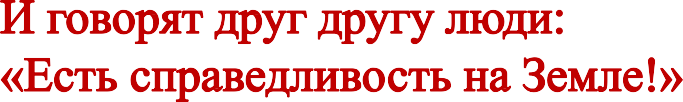 И говорят друг другу люди:
«Есть справедливость на Земле!»